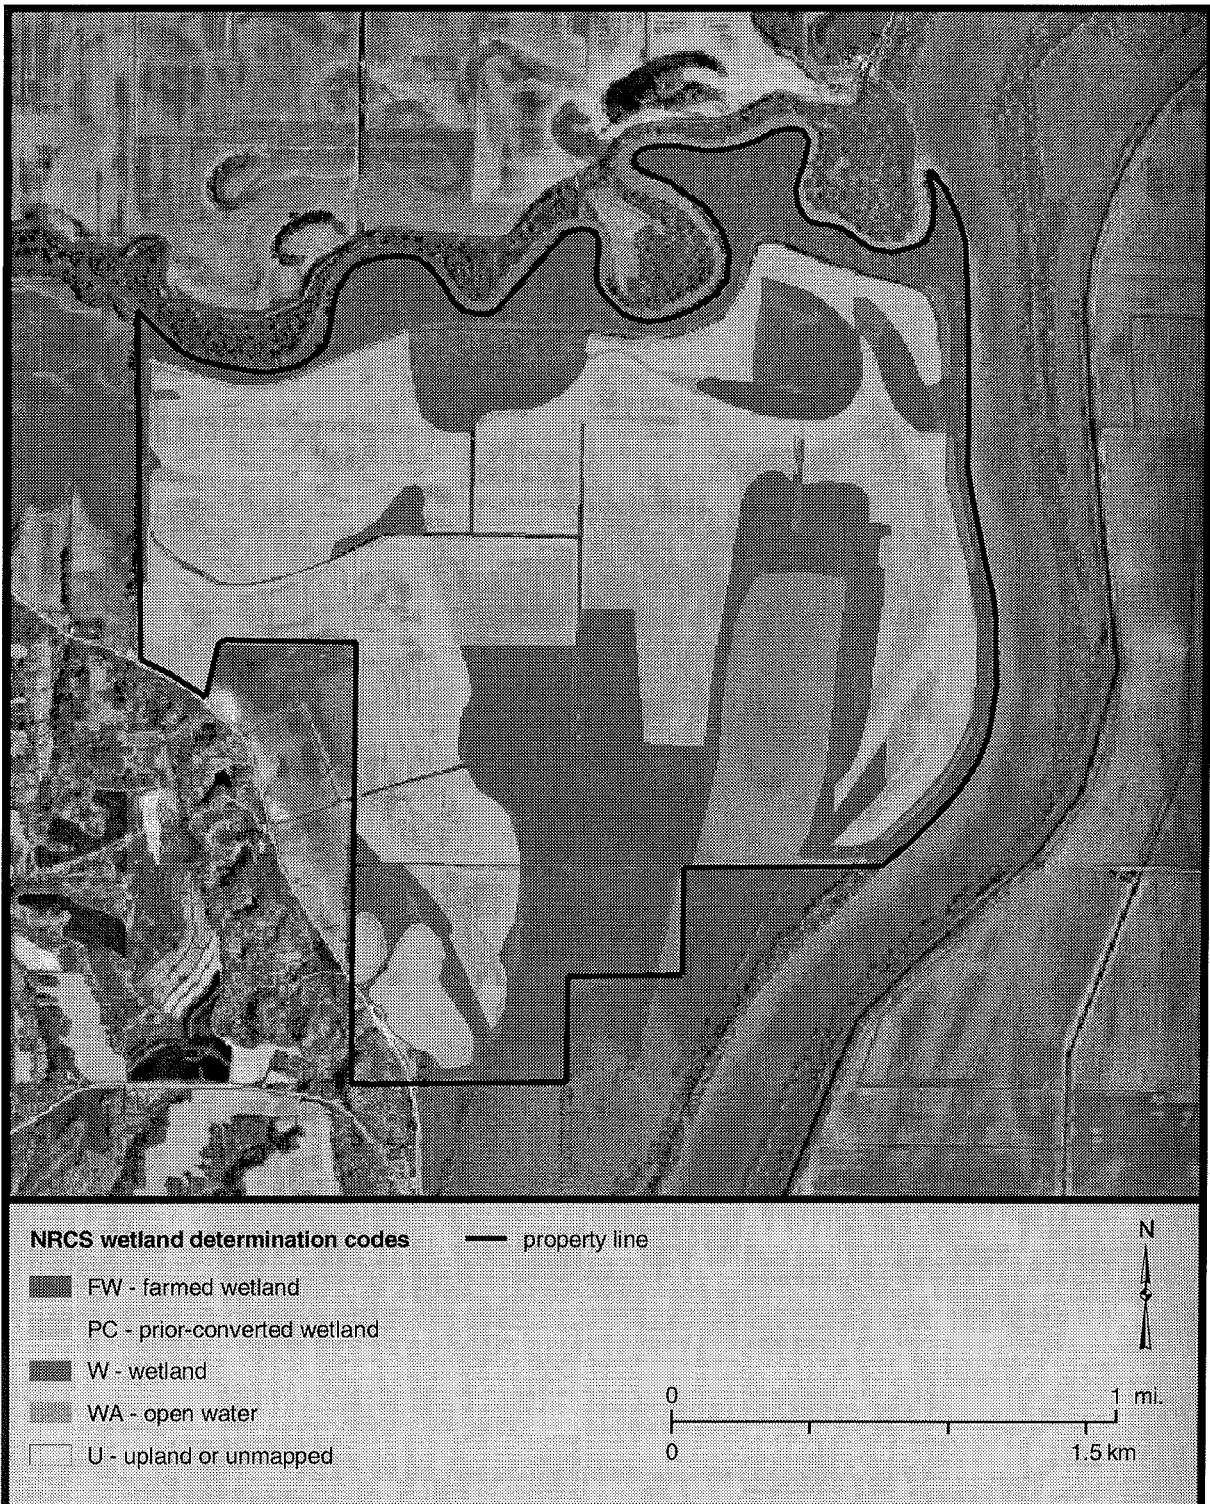 NRCS wetland determination codes
property line
FW - farmed wetland
PC - prior-converted wetland
W - wetland
WA - open water
U - upland or unmapped
N
0 1 mi.
0 1.5 km